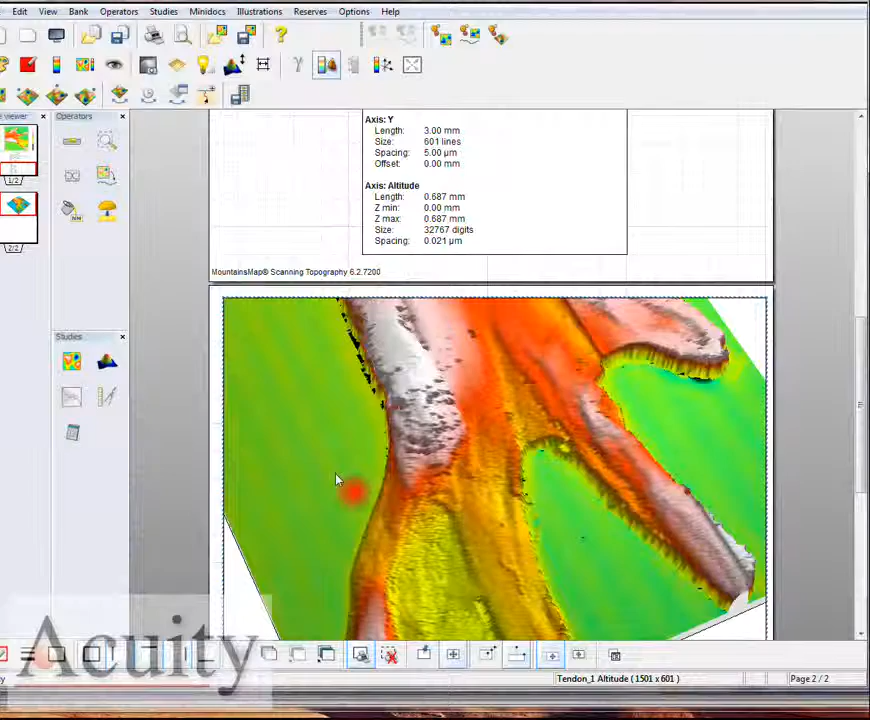 Edit View Bank Operators Studies Minidocs Illustrations Reserves Options Help
e viewer
Operators
1/2
2/2
Studies
Axis: Y
Length: 3.00 mm
Size: 601 lines
Spacing: 5.00 µm
Offset: 0.00 mm
Axis: Altitude
Length: 0.687 mm
Z min: 0.00 mm
Z max: 0.687 mm
Size: 32767 digits
Spacing: 0.021 µm
MountainsMap® Scanning Topography 6.2.7200
Acuity
Tendon_1 Altitude ( 1501 x 601 )
Page 2 / 2